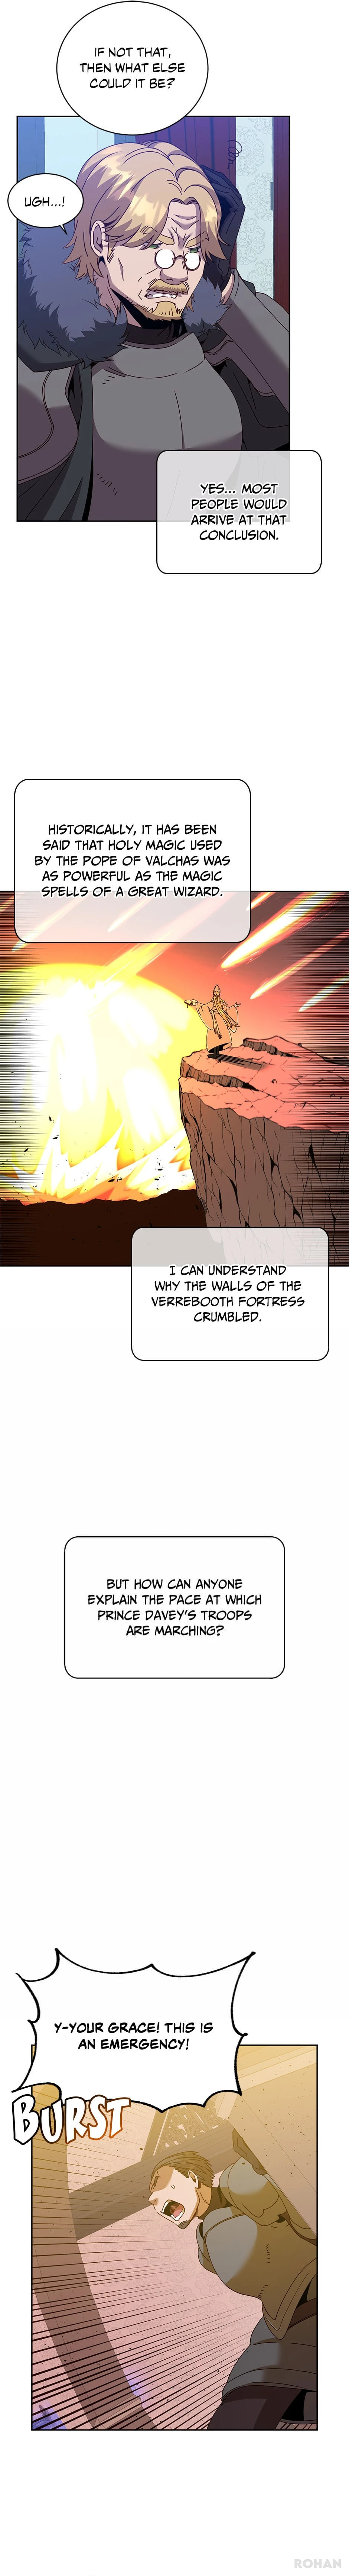 IF NOT THAT,
THEN WHAT ELSE
COULD IT BE?
UGH...!
YES... MOST
PEOPLE WOULD
ARRIVE AT THAT
CONCLUSION.
HISTORICALLY, IT HAS BEEN
SAID THAT HOLY MAGIC USED
BY THE POPE OF VALCHAS WAS
AS POWERFUL AS THE MAGIC
SPELLS OF A GREAT WIZARD.
I CAN UNDERSTAND
WHY THE WALLS OF THE
VERREBOOTH FORTRESS
CRUMBLED.
BUT HOW CAN ANYONE
EXPLAIN THE PACE AT WHICH
PRINCE DAVEY'S TROOPS
ARE MARCHING?
Y-YOUR GRACE! THIS IS
AN EMERGENCY!
BURST
ROHAN